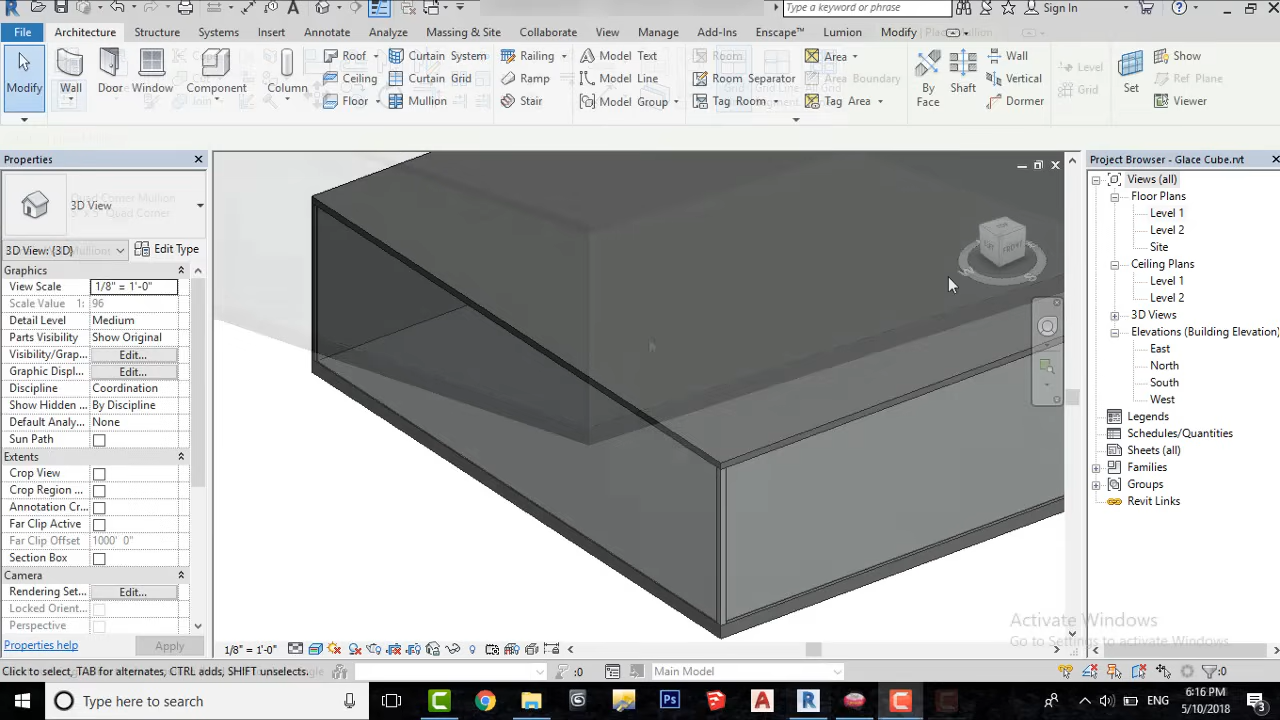 Type a keyword or phrase
Sign In
File Architecture Structure Systems Insert Annotate Analyze Massing & Site Collaborate View Manage Add-Ins Enscape™ Lumion Modify
Modify
Wall
Door
Window
Component
Column
Roof
Ceiling
Floor
Curtain System
Curtain Grid
Mullion
Railing
Ramp
Stair
Model Text
Model Line
Model Group
Room
Room Separator
Tag Room
Area
Area Boundary
Tag Area
By
Face
Shaft
Wall
Vertical
Dormer
Level
Grid
Set
Show
Ref Plane
Viewer
Properties
Quad Corner Mullion
3D View
5" x 5" Quad Corner
3D View: (3D)
Edit Type
Graphics
View Scale 1/8" = 1'-0"
Scale Value 1: 96
Detail Level Medium
Parts Visibility Show Original
Visibility/Grap... Edit...
Graphic Displ... Edit...
Discipline Coordination
Show Hidden ... By Discipline
Default Analy... None
Sun Path
Extents
Crop View
Crop Region ...
Annotation Cr...
Far Clip Active
Far Clip Offset 1000' 0"
Section Box
Camera
Rendering Set... Edit...
Locked Orient...
Perspective
Properties help
Apply
Project Browser - Glace Cube.rvt
Views (all)
Floor Plans
Level 1
Level 2
Site
Ceiling Plans
Level 1
Level 2
3D Views
Elevations (Building Elevation)
East
North
South
West
Legends
Schedules/Quantities
Sheets (all)
Families
Groups
Revit Links
Activate Windows
Go to Settings to activate Windows.
1/8" = 1'-0"
Click to select, TAB for alternates, CTRL adds, SHIFT unselects.
:0
Main Model
:0
Type here to search
ENG
6:16 PM
5/10/2018
3